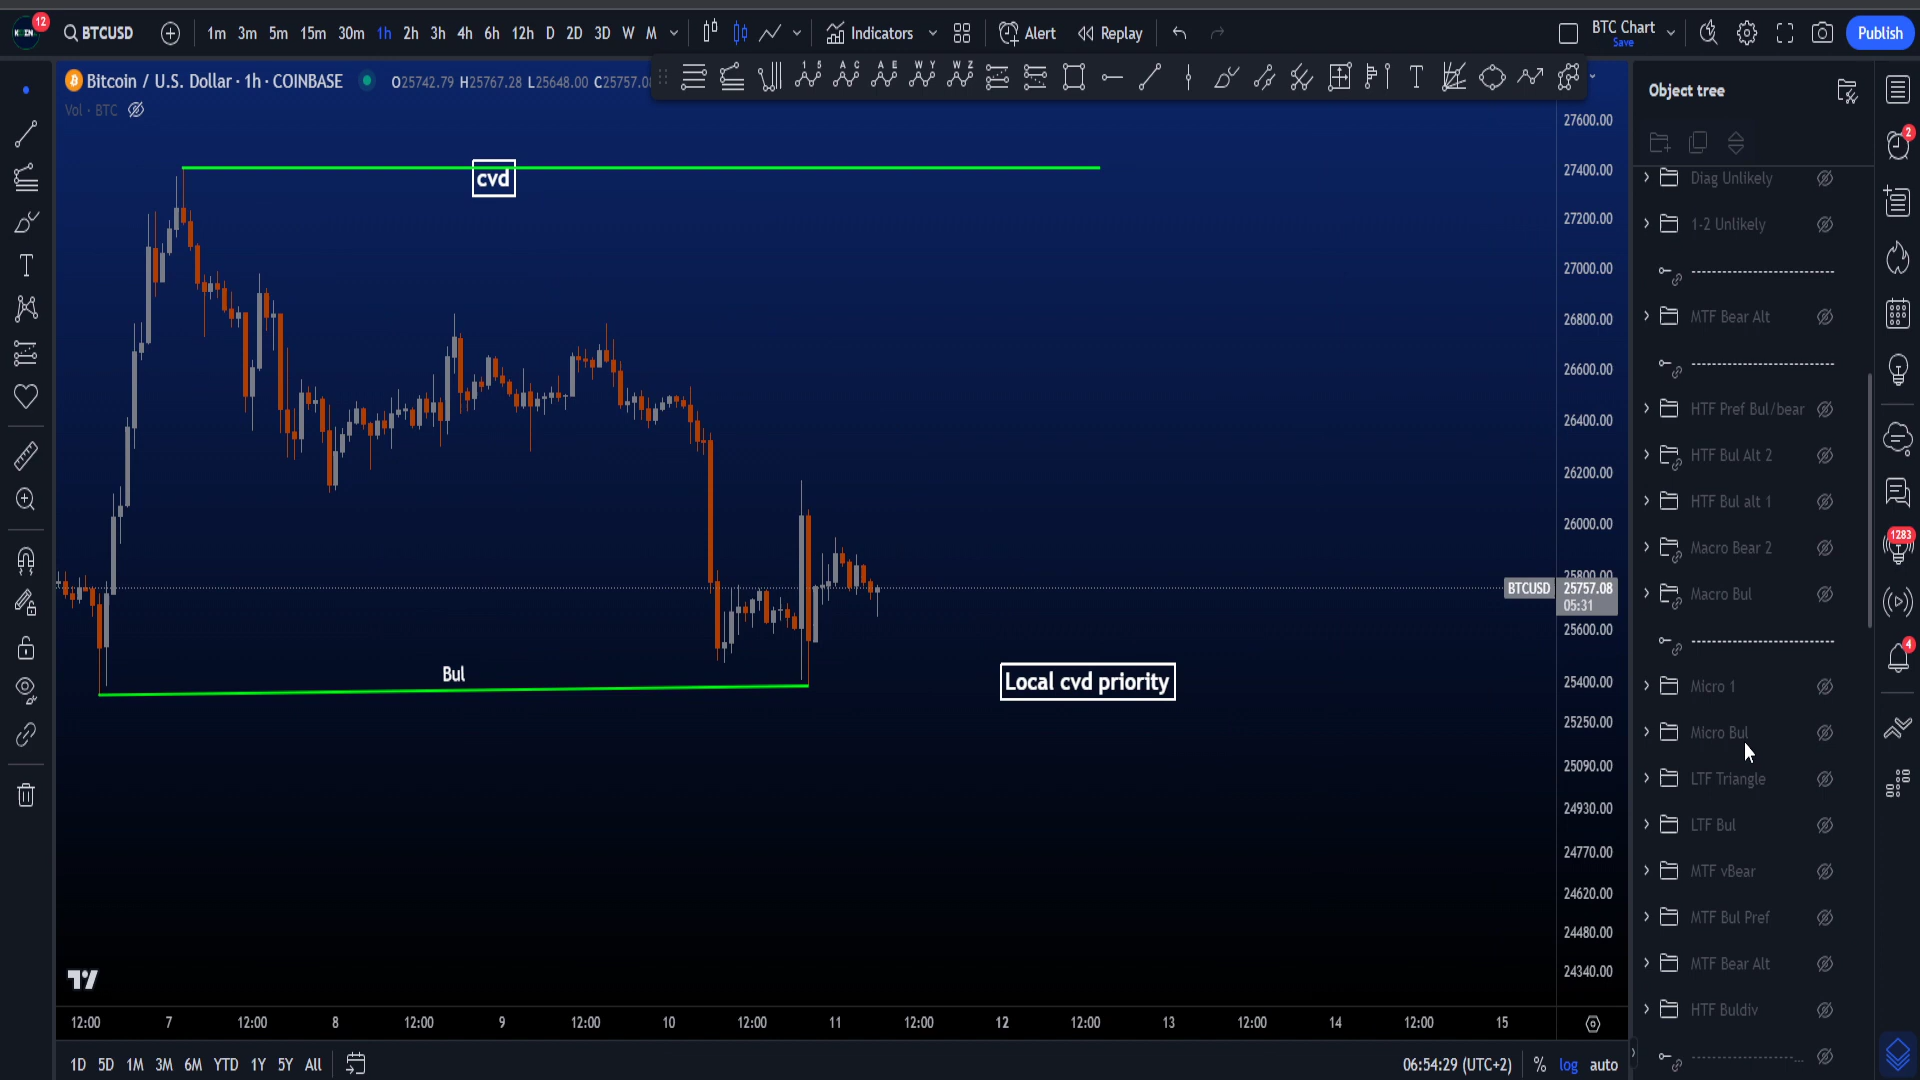 12
BTCUSD
1m 3m 5m 15m 30m 1h 2h 3h 4h 6h 12h D 2D 3D W M
Indicators
Alert
Replay
BTC Chart
Save
Publish
Bitcoin / U.S. Dollar · 1h · COINBASE
O25742.79 H25767.28 L25648.00 C25757.0
Vol · BTC
cvd
Bul
Local cvd priority
27600.00
27400.00
27200.00
27000.00
26800.00
26600.00
26400.00
26200.00
26000.00
25800.00
BTCUSD 25757.08
05:31
25600.00
25400.00
25250.00
25090.00
24930.00
24770.00
24620.00
24480.00
24340.00
12:00 7 12:00 8 12:00 9 12:00 10 12:00 11 12:00 12 12:00 13 12:00 14 12:00 15
1D 5D 1M 3M 6M YTD 1Y 5Y All
06:54:29 (UTC+2) % log auto
Object tree
Diag Unlikely
1-2 Unlikely
MTF Bear Alt
HTF Pref Bul/bear
HTF Bul Alt 2
HTF Bul alt 1
Macro Bear 2
Macro Bul
Micro 1
Micro Bul
LTF Triangle
LTF Bul
MTF vBear
MTF Bul Pref
MTF Bear Alt
HTF Buldiv
2
1283
4